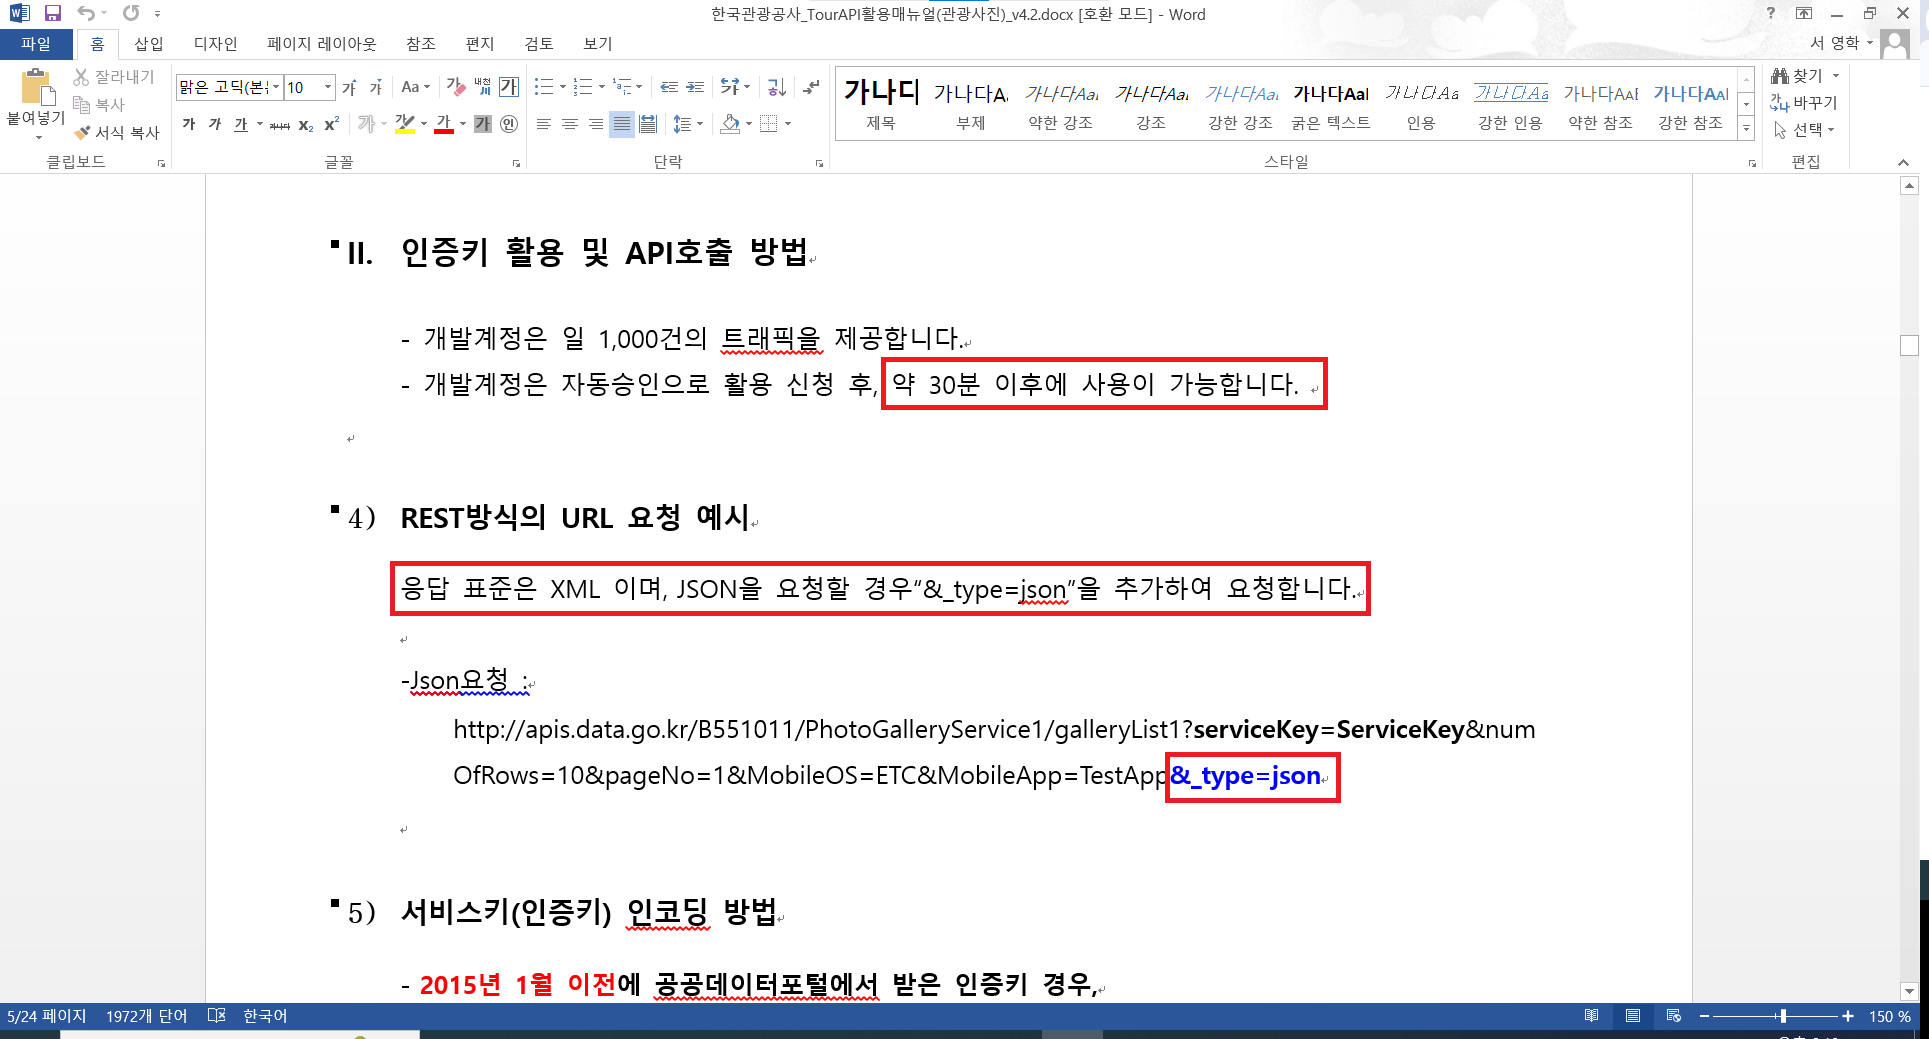 한국관광공사_TourAPI활용매뉴얼(관광사진)_v4.2.docx [호환 모드] - Word
파일 홈 삽입 디자인 페이지 레이아웃 참조 편지 검토 보기 서 영학
붙여넣기 잘라내기 복사 서식 복사
맑은 고딕(본 10
가나다 가나다A 가나다Aa 가나다Aa 가나다Aa 가나다Aa 가나다Aa 가나다Aa 가나다AA 가나다AA
제목 부제 약한 강조 강조 강한 강조 굵은 텍스트 인용 강한 인용 약한 참조 강한 참조
찾기
바꾸기
선택
클립보드 글꼴 단락 스타일 편집
II. 인증키 활용 및 API호출 방법
- 개발계정은 일 1,000건의 트래픽을 제공합니다.
- 개발계정은 자동승인으로 활용 신청 후, 약 30분 이후에 사용이 가능합니다.
4) REST방식의 URL 요청 예시
응답 표준은 XML 이며, JSON을 요청할 경우“&_type=json”을 추가하여 요청합니다.
-Json요청 :
http://apis.data.go.kr/B551011/PhotoGalleryService1/galleryList1?serviceKey=ServiceKey&num
OfRows=10&pageNo=1&MobileOS=ETC&MobileApp=TestApp&_type=json
5) 서비스키(인증키) 인코딩 방법
- 2015년 1월 이전에 공공데이터포털에서 받은 인증키 경우,
5/24 페이지 1972개 단어 한국어 150 %